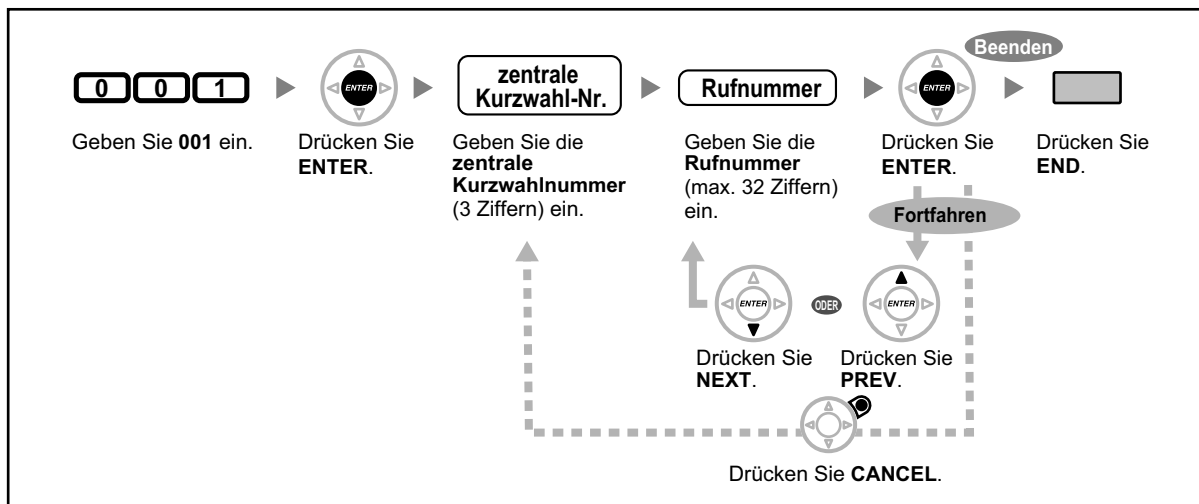 Beenden
0 0 1
ENTER
zentrale
Kurzwahl-Nr.
Rufnummer
ENTER
Geben Sie 001 ein.
Drücken Sie
ENTER.
Geben Sie die
zentrale
Kurzwahlnummer
(3 Ziffern) ein.
Geben Sie die
Rufnummer
(max. 32 Ziffern)
ein.
Drücken Sie
ENTER.
Drücken Sie
END.
Fortfahren
ENTER
ODER
ENTER
Drücken Sie
NEXT.
Drücken Sie
PREV.
Drücken Sie CANCEL.